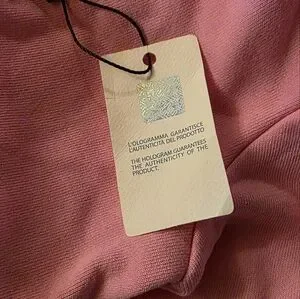 L'OLOGRAMMA GARANTISCE
L'AUTENTICITÀ DEL PRODOTTO
THE HOLOGRAM GUARANTEES
THE AUTHENTICITY OF THE
PRODUCT.